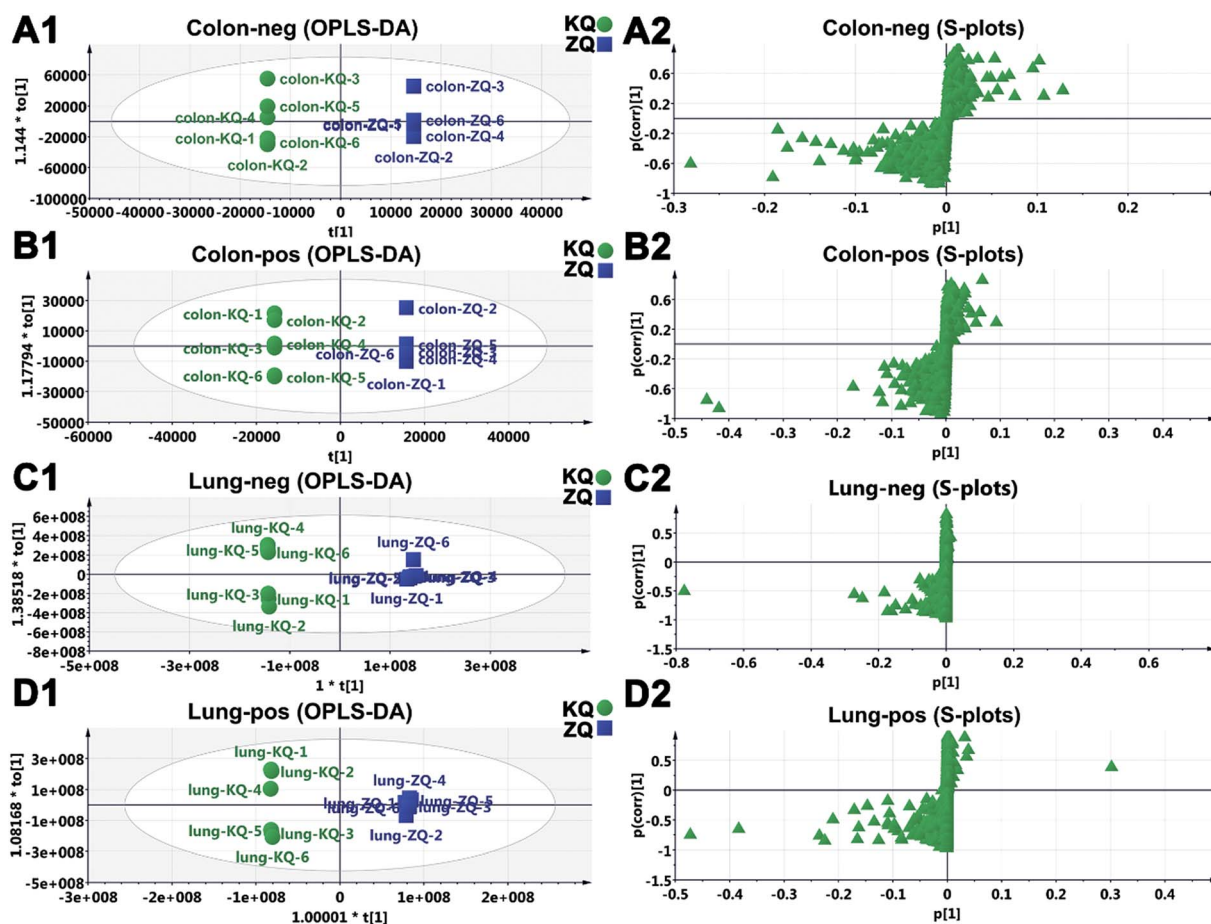 A1
Colon-neg (OPLS-DA)
KQ
ZQ
1.144 * to[1]
60000
20000
-20000
-60000
-100000
colon-KQ-3
colon-KQ-5
colon-KQ-4
colon-KQ-1
colon-KQ-6
colon-KQ-2
colon-ZQ-3
colon-ZQ-6
colon-ZQ-4
colon-ZQ-2
-50000
-40000
-30000
-20000
-10000
0
10000
20000
30000
40000
t[1]
A2
Colon-neg (S-plots)
p(corr)[1]
0.6
0.2
-0.2
-0.6
-1
-0.3
-0.2
-0.1
0
0.1
0.2
p[1]
B1
Colon-pos (OPLS-DA)
KQ
ZQ
1.17794 * to[1]
30000
10000
-10000
-30000
-50000
colon-KQ-1
colon-KQ-2
colon-KQ-4
colon-KQ-3
colon-KQ-6
colon-KQ-5
colon-ZQ-2
colon-ZQ-5
colon-ZQ-3
colon-ZQ-6
colon-ZQ-4
colon-ZQ-1
-60000
-40000
-20000
0
20000
40000
t[1]
B2
Colon-pos (S-plots)
p(corr)[1]
0.6
0.2
-0.2
-0.6
-1
-0.5
-0.4
-0.3
-0.2
-0.1
0
0.1
0.2
0.3
0.4
p[1]
C1
Lung-neg (OPLS-DA)
KQ
ZQ
1.38518 * to[1]
6e+008
4e+008
2e+008
0
-2e+008
-4e+008
-6e+008
-8e+008
lung-KQ-4
lung-KQ-5
lung-KQ-6
lung-KQ-3
lung-KQ-1
lung-KQ-2
lung-ZQ-6
lung-ZQ-1
-5e+008
-3e+008
-1e+008
0
1e+008
3e+008
1 * t[1]
C2
Lung-neg (S-plots)
p(corr)[1]
0.5
0
-0.5
-1
-1.5
-0.8
-0.6
-0.4
-0.2
0
0.2
0.4
0.6
p[1]
D1
Lung-pos (OPLS-DA)
KQ
ZQ
1.08168 * to[1]
3e+008
1e+008
-1e+008
-3e+008
-5e+008
lung-KQ-1
lung-KQ-2
lung-KQ-4
lung-KQ-5
lung-KQ-3
lung-KQ-6
lung-ZQ-4
lung-ZQ-1
lung-ZQ-5
lung-ZQ-6
lung-ZQ-3
lung-ZQ-2
-3e+008
-2e+008
-1e+008
0
1e+008
2e+008
1.00001 * t[1]
D2
Lung-pos (S-plots)
p(corr)[1]
0.5
0
-0.5
-1
-1.5
-0.5
-0.4
-0.3
-0.2
-0.1
0
0.1
0.2
0.3
0.4
p[1]